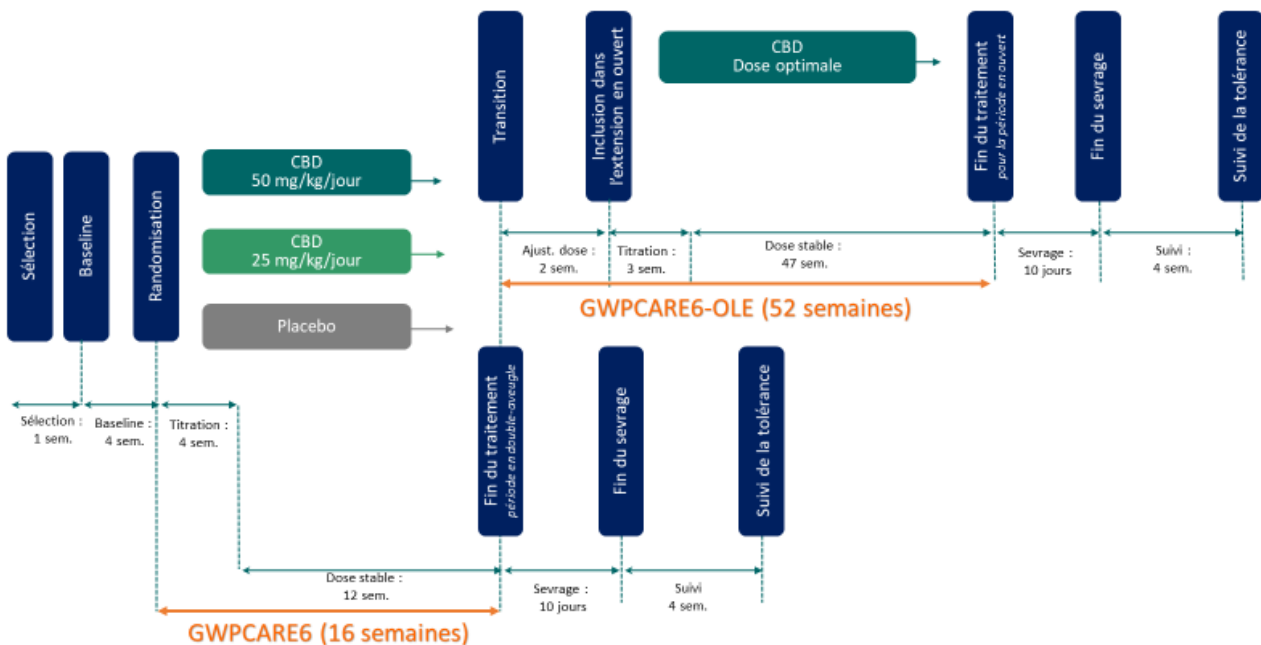 Sélection
Baseline
Randomisation
CBD
50 mg/kg/jour
CBD
25 mg/kg/jour
Placebo
Transition
Inclusion dans
l'extension en ouvert
CBD
Dose optimale
Fin du traitement
pour la période en ouvert
Fin du sevrage
Suivi de la tolérance
Ajust. dose :
2 sem.
Titration :
3 sem.
Dose stable :
47 sem.
Sevrage :
10 jours
Suivi :
4 sem.
GWPCARE6-OLE (52 semaines)
Sélection :
1 sem.
Baseline :
4 sem.
Titration :
4 sem.
Fin du traitement
période en double-aveugle
Fin du sevrage
Suivi de la tolérance
Dose stable :
12 sem.
Sevrage :
10 jours
Suivi
4 sem.
GWPCARE6 (16 semaines)